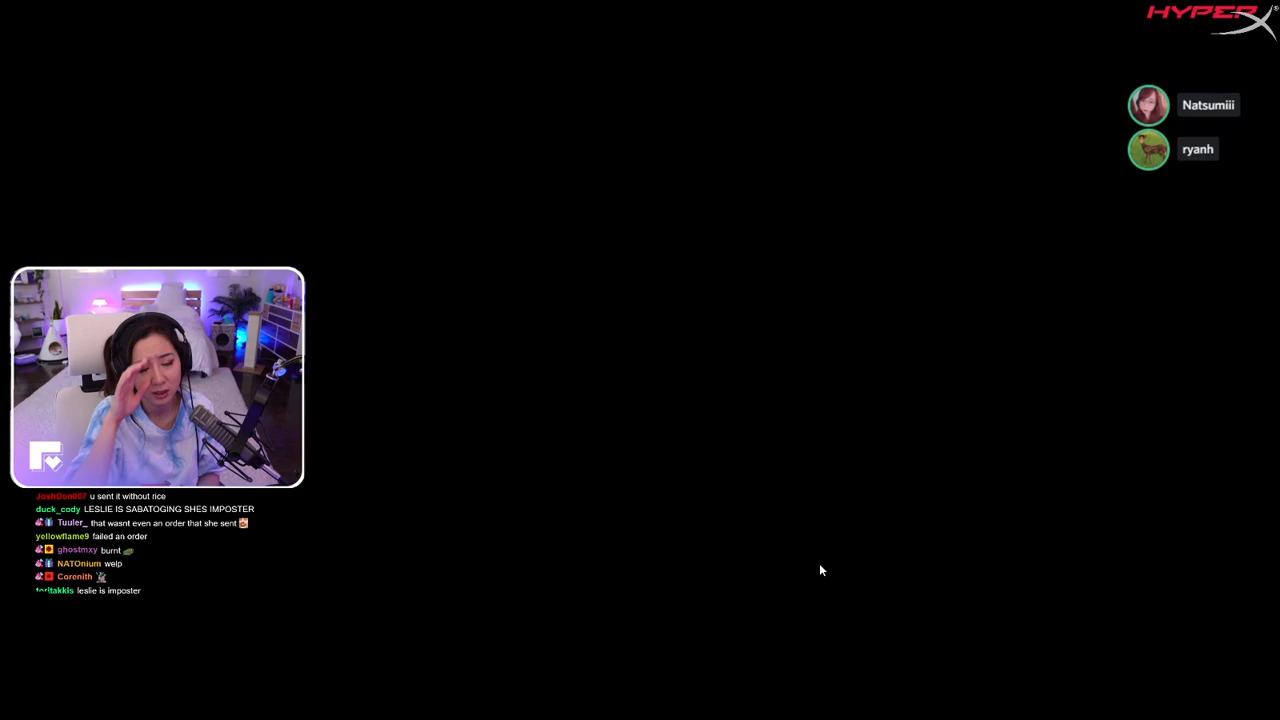 HYPERX
Natsumiii
ryanh
JoshDon007 u sent it without rice
duck_cody LESLIE IS SABATOGING SHES IMPOSTER
Tuuler_ that wasnt even an order that she sent
yellowflame9 failed an order
ghostmxy burnt
NATOnium welp
Corenith
leslie is imposter